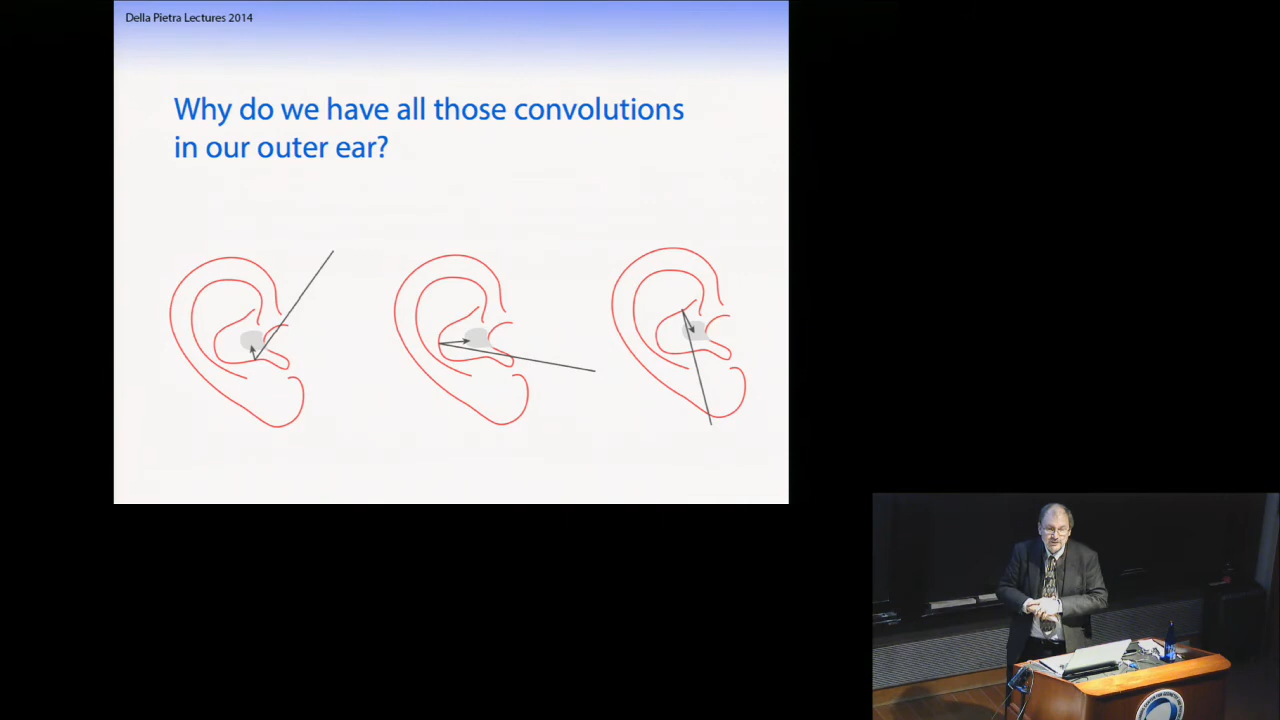 Della Pietra Lectures 2014
Why do we have all those convolutions
in our outer ear?